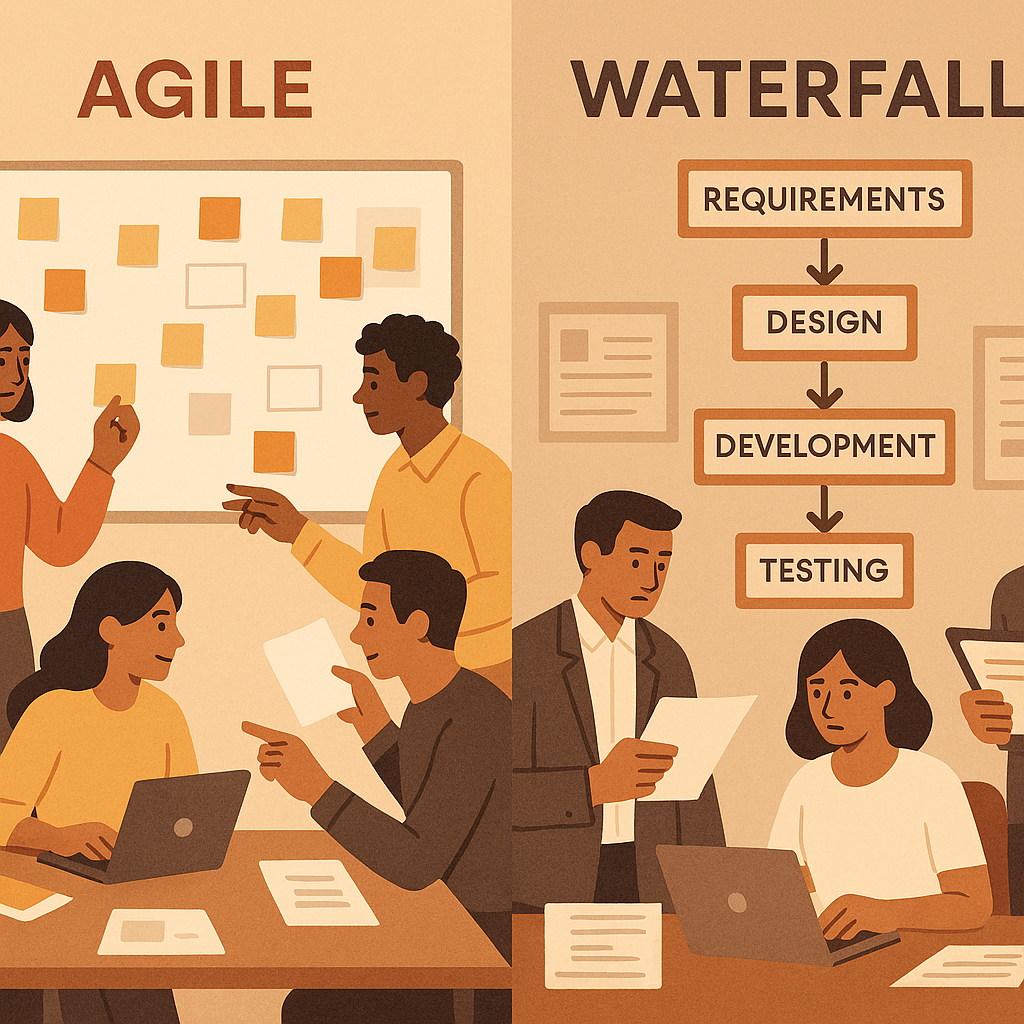 AGILE
WATERFALL
REQUIREMENTS
DESIGN
DEVELOPMENT
TESTING